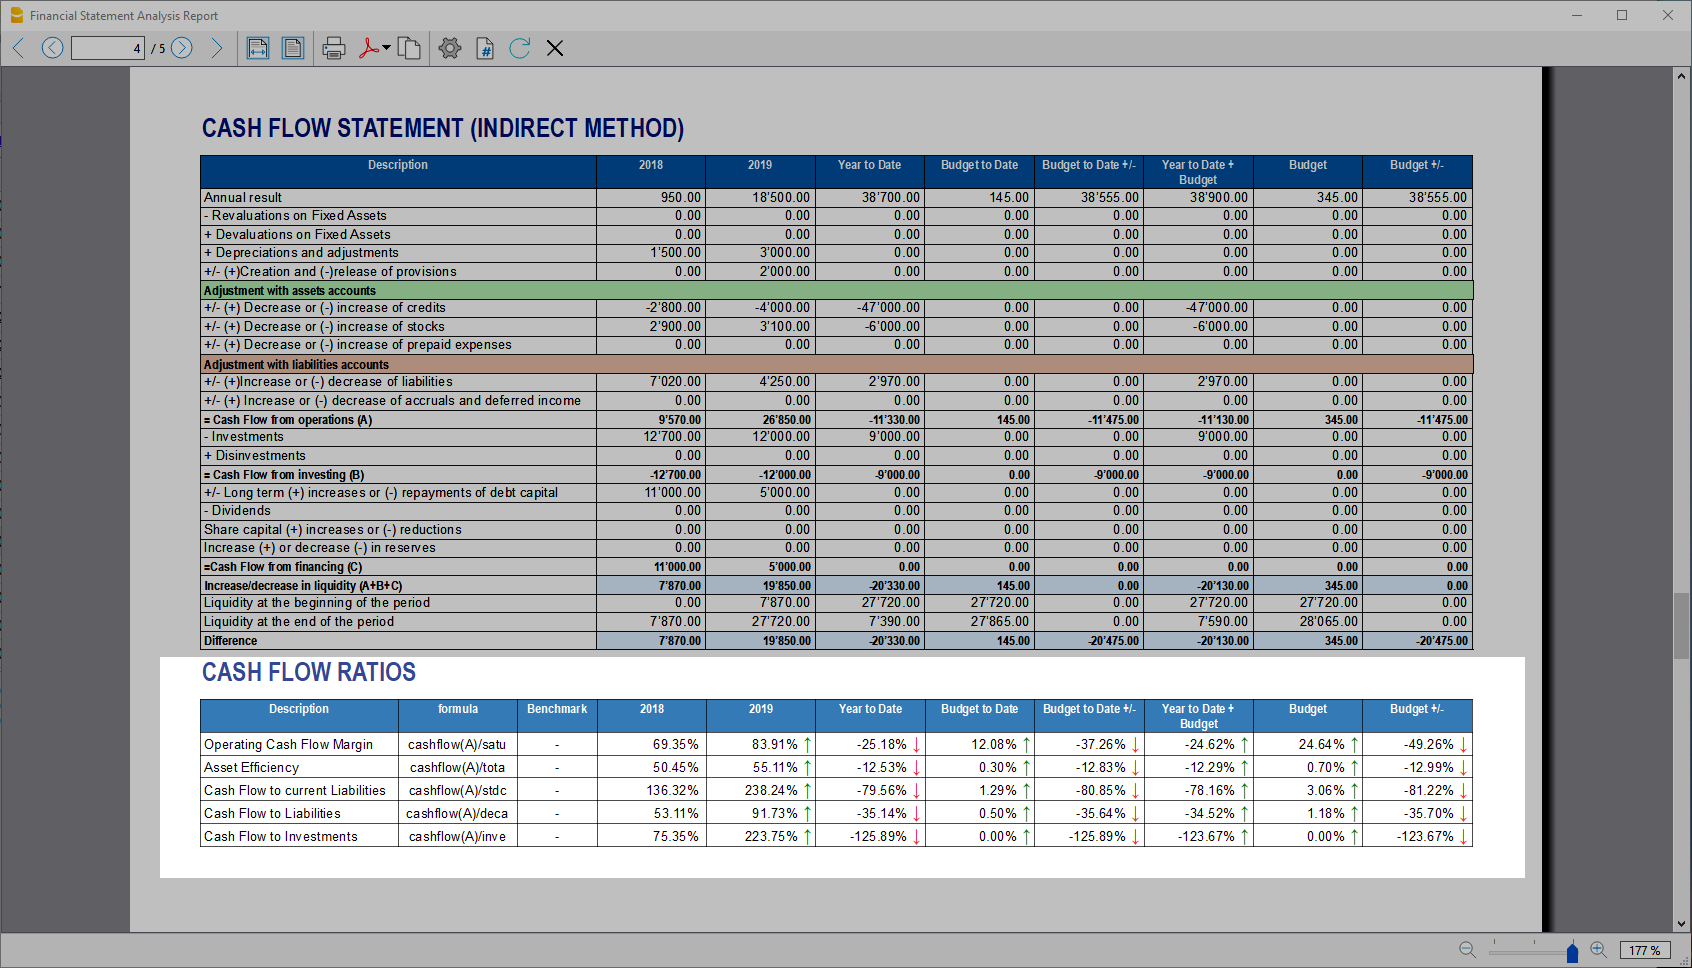 Financial Statement Analysis Report
4 / 5
CASH FLOW STATEMENT (INDIRECT METHOD)
Description 2018 2019 Year to Date Budget to Date Budget to Date +/- Year to Date + Budget Budget Budget +/-
Annual result 950.00 18'500.00 38'700.00 145.00 38'555.00 38'900.00 345.00 38'555.00
- Revaluations on Fixed Assets 0.00 0.00 0.00 0.00 0.00 0.00 0.00 0.00
+ Devaluations on Fixed Assets 0.00 0.00 0.00 0.00 0.00 0.00 0.00 0.00
+ Depreciations and adjustments 1'500.00 3'000.00 0.00 0.00 0.00 0.00 0.00 0.00
+/- (+)Creation and (-)release of provisions 0.00 2'000.00 0.00 0.00 0.00 0.00 0.00 0.00
Adjustment with assets accounts
+/- (+) Decrease or (-) increase of credits -2'800.00 -4'000.00 -47'000.00 0.00 0.00 -47'000.00 0.00 0.00
+/- (+) Decrease or (-) increase of stocks 2'900.00 3'100.00 -6'000.00 0.00 0.00 -6'000.00 0.00 0.00
+/- (+) Decrease or (-) increase of prepaid expenses 0.00 0.00 0.00 0.00 0.00 0.00 0.00 0.00
Adjustment with liabilities accounts
+/- (+)Increase or (-) decrease of liabilities 7'020.00 4'250.00 2'970.00 0.00 0.00 2'970.00 0.00 0.00
+/- (+) Increase or (-) decrease of accruals and deferred income 0.00 0.00 0.00 0.00 0.00 0.00 0.00 0.00
= Cash Flow from operations (A) 9'570.00 26'850.00 -11'330.00 145.00 -11'475.00 -11'130.00 345.00 -11'475.00
- Investments 12'700.00 12'000.00 9'000.00 0.00 0.00 9'000.00 0.00 0.00
+ Disinvestments 0.00 0.00 0.00 0.00 0.00 0.00 0.00 0.00
= Cash Flow from investing (B) -12'700.00 -12'000.00 -9'000.00 0.00 -9'000.00 -9'000.00 0.00 -9'000.00
+/- Long term (+) increases or (-) repayments of debt capital 11'000.00 5'000.00 0.00 0.00 0.00 0.00 0.00 0.00
- Dividends 0.00 0.00 0.00 0.00 0.00 0.00 0.00 0.00
Share capital (+) increases or (-) reductions 0.00 0.00 0.00 0.00 0.00 0.00 0.00 0.00
Increase (+) or decrease (-) in reserves 0.00 0.00 0.00 0.00 0.00 0.00 0.00 0.00
=Cash Flow from financing (C) 11'000.00 5'000.00 0.00 0.00 0.00 0.00 0.00 0.00
Increase/decrease in liquidity (A+B+C) 7'870.00 19'850.00 -20'330.00 145.00 0.00 -20'130.00 345.00 0.00
Liquidity at the beginning of the period 0.00 7'870.00 27'720.00 27'720.00 0.00 27'720.00 27'720.00 0.00
Liquidity at the end of the period 7'870.00 27'720.00 7'390.00 27'865.00 0.00 7'590.00 28'065.00 0.00
Difference 7'870.00 19'850.00 -20'330.00 145.00 -20'475.00 -20'130.00 345.00 -20'475.00
CASH FLOW RATIOS
Description formula Benchmark 2018 2019 Year to Date Budget to Date Budget to Date +/- Year to Date + Budget Budget Budget +/-
Operating Cash Flow Margin cashflow(A)/satu - 69.35% 83.91% ↑ -25.18% ↓ 12.08% ↑ -37.26% ↓ -24.62% ↑ 24.64% ↑ -49.26% ↓
Asset Efficiency cashflow(A)/tota - 50.45% 55.11% ↑ -12.53% ↓ 0.30% ↑ -12.83% ↓ -12.29% ↑ 0.70% ↑ -12.99% ↓
Cash Flow to current Liabilities cashflow(A)/stdc - 136.32% 238.24% ↑ -79.56% ↓ 1.29% ↑ -80.85% ↓ -78.16% ↑ 3.06% ↑ -81.22% ↓
Cash Flow to Liabilities cashflow(A)/deca - 53.11% 91.73% ↑ -35.14% ↓ 0.50% ↑ -35.64% ↓ -34.52% ↑ 1.18% ↑ -35.70% ↓
Cash Flow to Investments cashflow(A)/inve - 75.35% 223.75% ↑ -125.89% ↓ 0.00% ↑ -125.89% ↓ -123.67% ↑ 0.00% ↑ -123.67% ↓
177 %